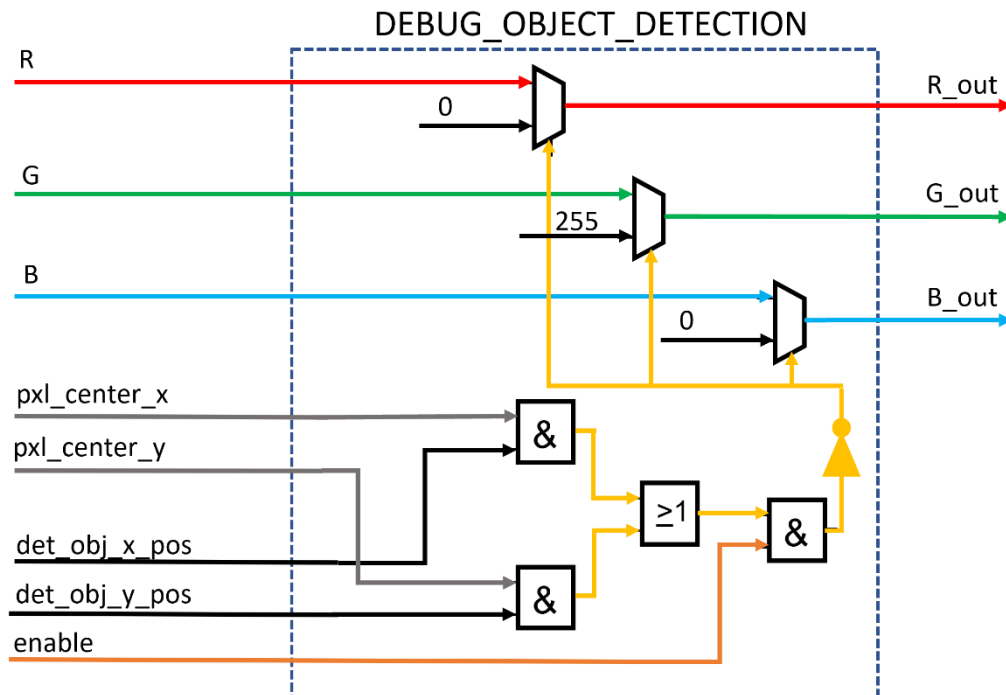 DEBUG_OBJECT_DETECTION
R
R_out
0
G
G_out
255
B
B_out
0
pxl_center_x
&
pxl_center_y
≥1
&
det_obj_x_pos
det_obj_y_pos
&
enable